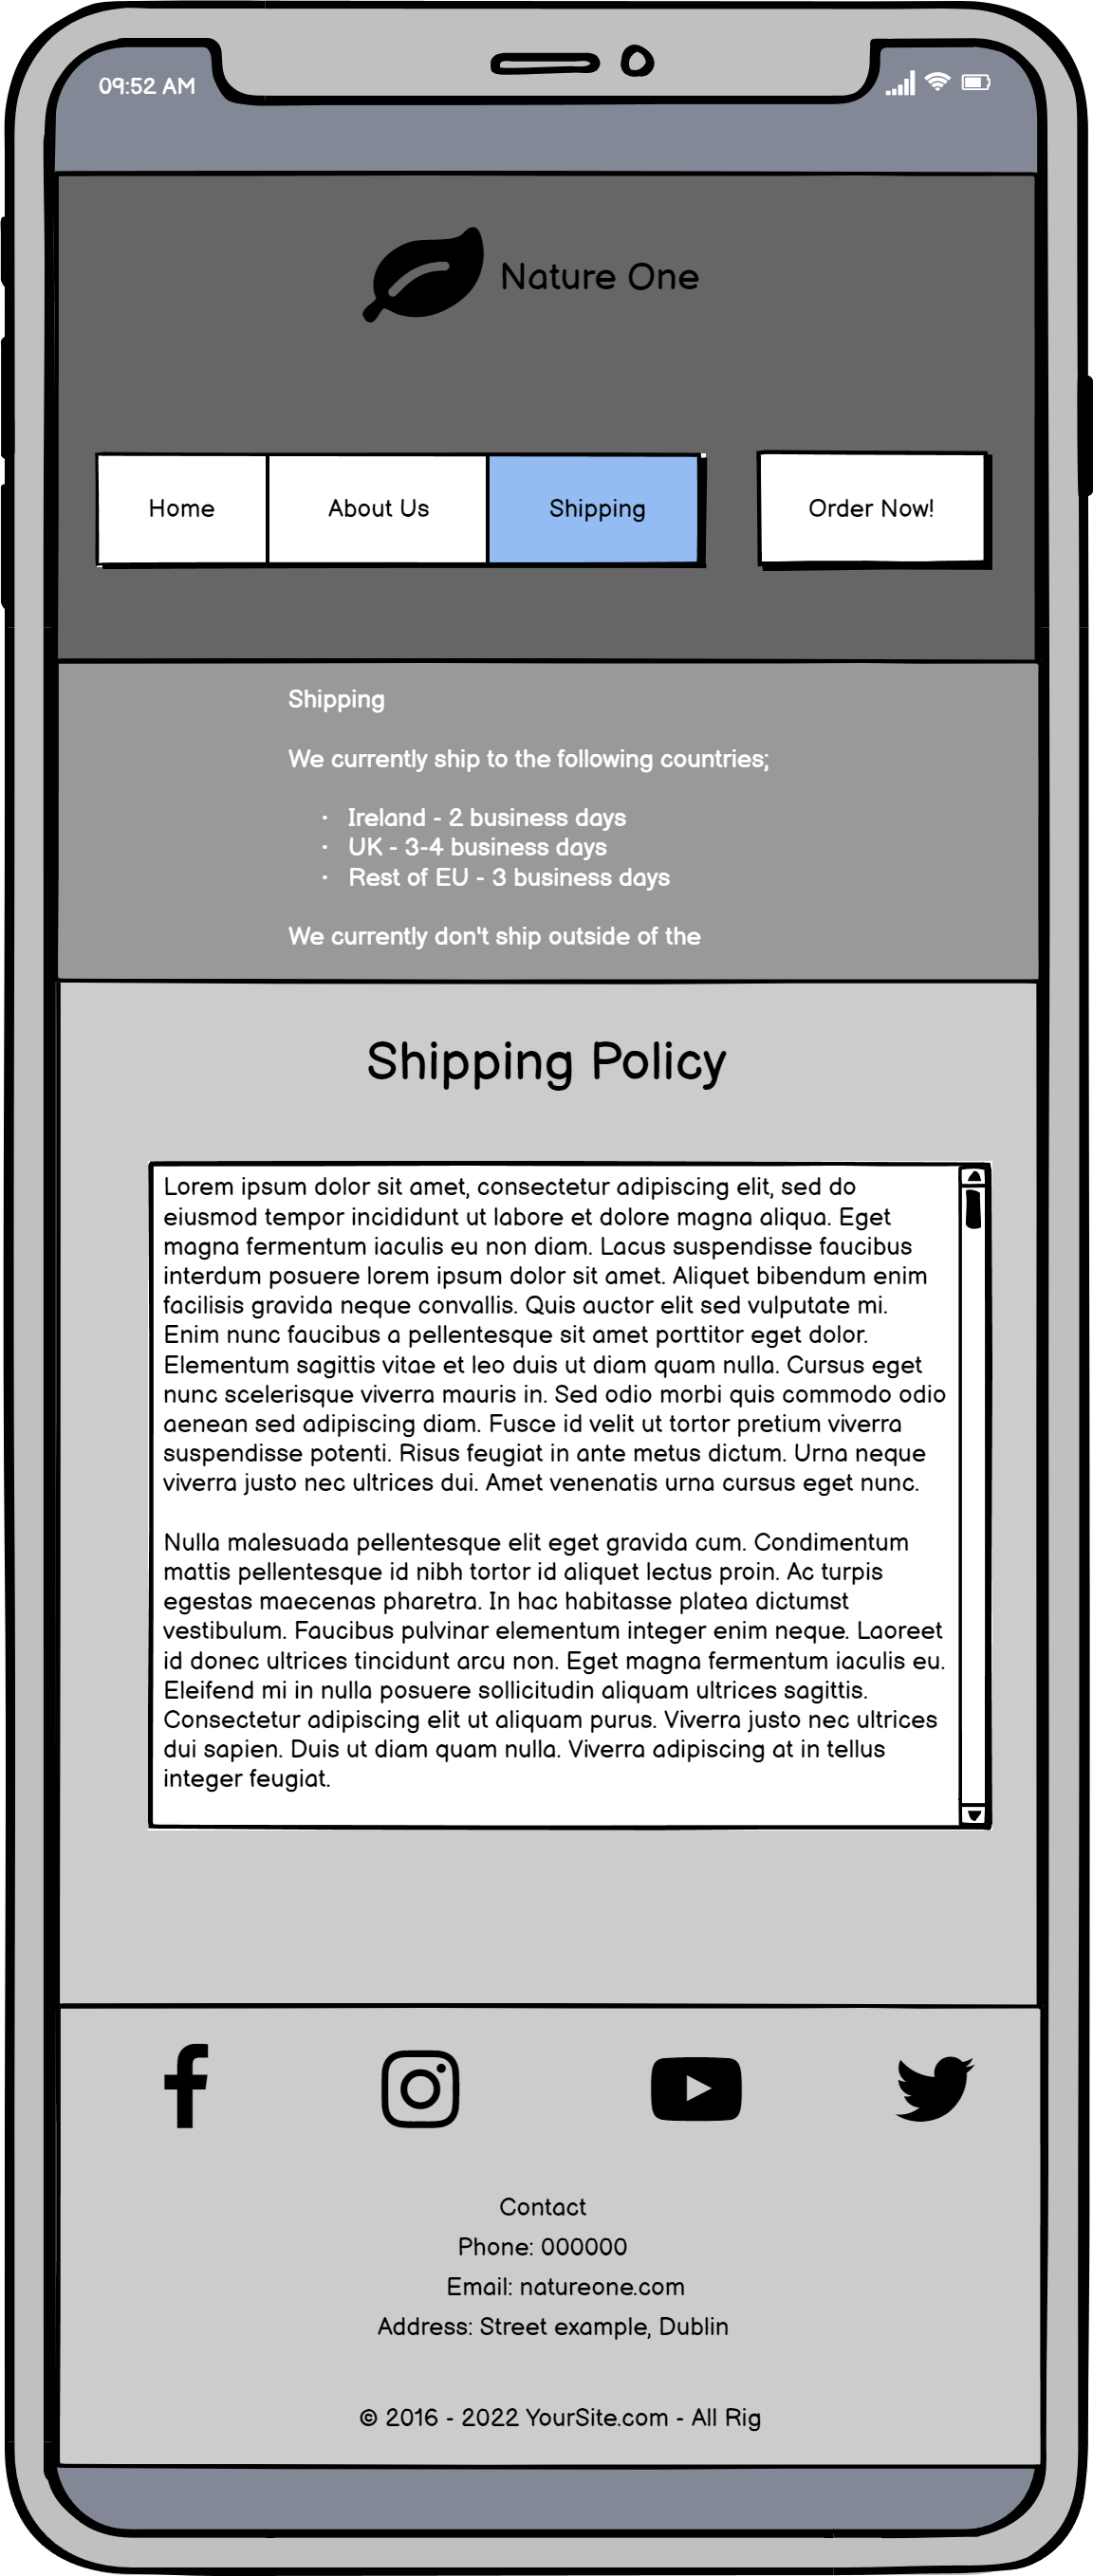 09:52 AM
Nature One
Home About Us Shipping Order Now!
Shipping
We currently ship to the following countries;
• Ireland - 2 business days
• UK - 3-4 business days
• Rest of EU - 3 business days
We currently don't ship outside of the
Shipping Policy
Lorem ipsum dolor sit amet, consectetur adipiscing elit, sed do
eiusmod tempor incididunt ut labore et dolore magna aliqua. Eget
magna fermentum iaculis eu non diam. Lacus suspendisse faucibus
interdum posuere lorem ipsum dolor sit amet. Aliquet bibendum enim
facilisis gravida neque convallis. Quis auctor elit sed vulputate mi.
Enim nunc faucibus a pellentesque sit amet porttitor eget dolor.
Elementum sagittis vitae et leo duis ut diam quam nulla. Cursus eget
nunc scelerisque viverra mauris in. Sed odio morbi quis commodo odio
aenean sed adipiscing diam. Fusce id velit ut tortor pretium viverra
suspendisse potenti. Risus feugiat in ante metus dictum. Urna neque
viverra justo nec ultrices dui. Amet venenatis urna cursus eget nunc.
Nulla malesuada pellentesque elit eget gravida cum. Condimentum
mattis pellentesque id nibh tortor id aliquet lectus proin. Ac turpis
egestas maecenas pharetra. In hac habitasse platea dictumst
vestibulum. Faucibus pulvinar elementum integer enim neque. Laoreet
id donec ultrices tincidunt arcu non. Eget magna fermentum iaculis eu.
Eleifend mi in nulla posuere sollicitudin aliquam ultrices sagittis.
Consectetur adipiscing elit ut aliquam purus. Viverra justo nec ultrices
dui sapien. Duis ut diam quam nulla. Viverra adipiscing at in tellus
integer feugiat.
Contact
Phone: 000000
Email: natureone.com
Address: Street example, Dublin
© 2016 - 2022 YourSite.com - All Rig